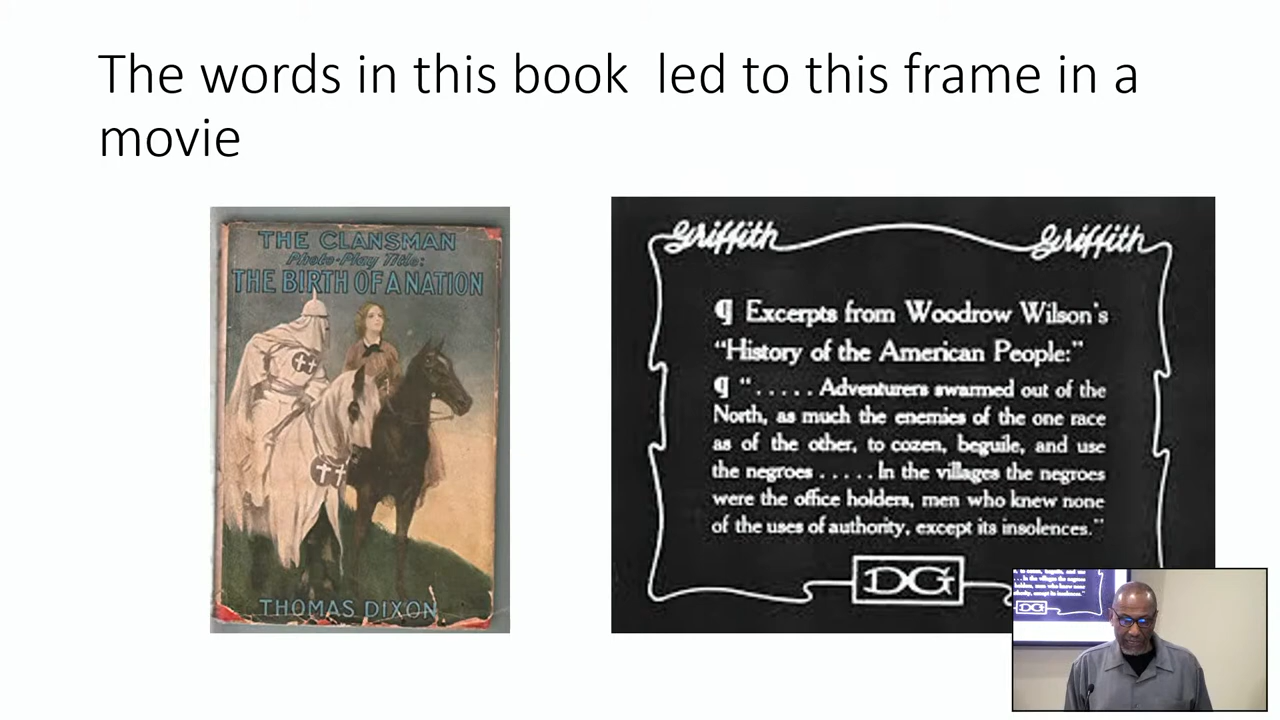 The words in this book  led to this frame in a
movie
THE CLANSMAN
Photo-Play Title:
THE BIRTH OF A NATION
THOMAS DIXON
Griffith Griffith
¶ Excerpts from Woodrow Wilson's
"History of the American People:"
¶ ". . . . . Adventurers swarmed out of the
North, as much the enemies of the one race
as of the other, to cozen, beguile, and use
the negroes . . . . . In the villages the negroes
were the office holders, men who knew none
of the uses of authority, except its insolences."
DG